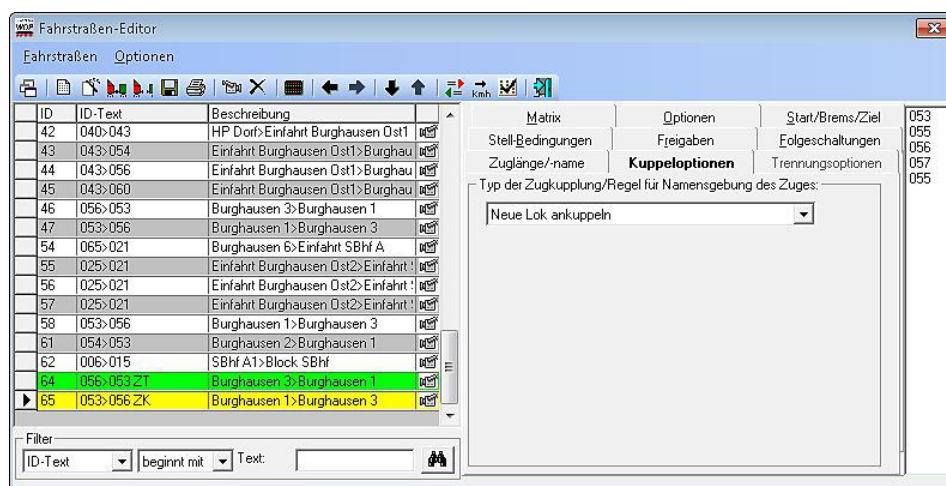 WDP Fahrstraßen-Editor
Fahrstraßen Optionen
Kmh
ID ID-Text Beschreibung
42 040>043 HP Dorf>Einfahrt Burghausen Ost1
43 043>054 Einfahrt Burghausen Ost1>Burghau
44 043>056 Einfahrt Burghausen Ost1>Burghau
45 043>060 Einfahrt Burghausen Ost1>Burghau
46 056>053 Burghausen 3>Burghausen 1
47 053>056 Burghausen 1>Burghausen 3
54 065>021 Burghausen 6>Einfahrt SBhf A
55 025>021 Einfahrt Burghausen Ost2>Einfahrt
56 025>021 Einfahrt Burghausen Ost2>Einfahrt
57 025>021 Einfahrt Burghausen Ost2>Einfahrt
58 053>056 Burghausen 1>Burghausen 3
61 054>053 Burghausen 2>Burghausen 1
62 006>015 SBhf A1>Block SBhf
64 056>053 ZT Burghausen 3>Burghausen 1
65 053>056 ZK Burghausen 1>Burghausen 3
Filter
ID-Text beginnt mit Text:
Matrix Optionen Start/Brems/Ziel
Stell-Bedingungen Freigaben Folgeschaltungen
Zuglänge/-name Kuppeloptionen Trennungsoptionen
Typ der Zugkupplung/Regel für Namensgebung des Zuges:
Neue Lok ankuppeln
053
055
056
057
055